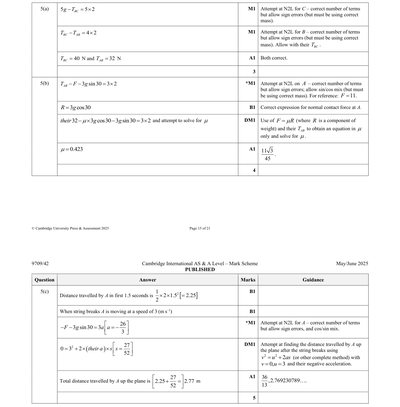 5(a) 5g − T_BC = 5 × 2 M1 Attempt at N2L for C – correct number of terms
but allow sign errors (but must be using correct
mass).
T_BC − T_AB = 4 × 2 M1 Attempt at N2L for B – correct number of terms
but allow sign errors (but must be using correct
mass). Allow with their T_BC.
T_BC = 40 N and T_AB = 32 N A1 Both correct.
3
5(b) T_AB − F − 3g sin 30 = 3 × 2 *M1 Attempt at N2L on A – correct number of terms
but allow sign errors; allow sin/cos mix (but must
be using correct mass). For reference: F = 11.
R = 3g cos 30 B1 Correct expression for normal contact force at A.
their 32 − μ × 3g cos 30 − 3g sin 30 = 3 × 2 and attempt to solve for μ DM1 Use of F = μR (where R is a component of
weight) and their T_AB to obtain an equation in μ
only and solve for μ.
μ = 0.423 A1 11√3/45
4
© Cambridge University Press & Assessment 2025 Page 15 of 21
9709/42 Cambridge International AS & A Level – Mark Scheme May/June 2025
PUBLISHED
Question Answer Marks Guidance
5(c) Distance travelled by A in first 1.5 seconds is 1/2 × 2 × 1.5² [= 2.25] B1
When string breaks A is moving at a speed of 3 (m s⁻¹) B1
−F − 3g sin 30 = 3a [a = −26/3] *M1 Attempt at N2L for A – correct number of terms
but allow sign errors, and cos/sin mix.
0 = 3² + 2 × (their a) × s [s = 27/52] DM1 Attempt at finding the distance travelled by A up
the plane after the string breaks using
v² = u² + 2as (or other complete method) with
v = 0, u = 3 and their negative acceleration.
Total distance travelled by A up the plane is [2.25 + 27/52 =] 2.77 m A1 36/13, 2.769230789....
5